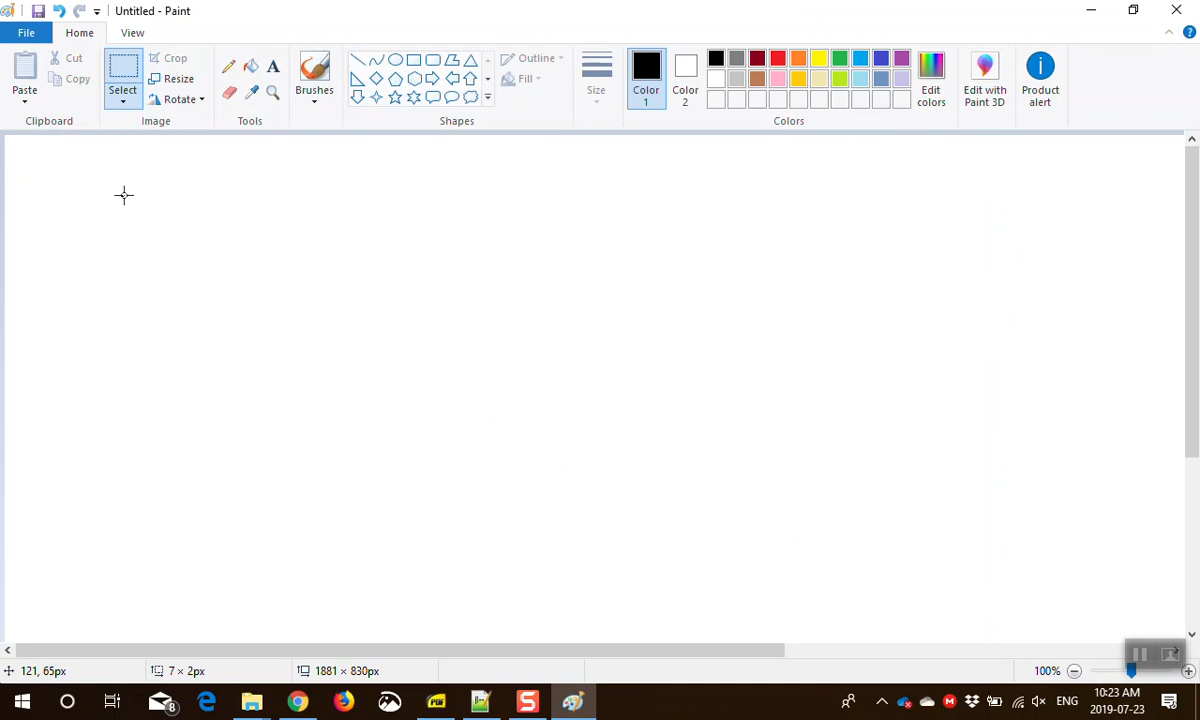 Untitled - Paint
File Home View
Paste
Cut
Copy
Clipboard
Select
Crop
Resize
Rotate
Image
A
Tools
Brushes
Outline
Fill
Shapes
Size
Color 1
Color 2
Edit colors
Colors
Edit with Paint 3D
Product alert
121, 65px
7 × 2px
1881 × 830px
100%
8
PDF
S
ENG
10:23 AM
2019-07-23